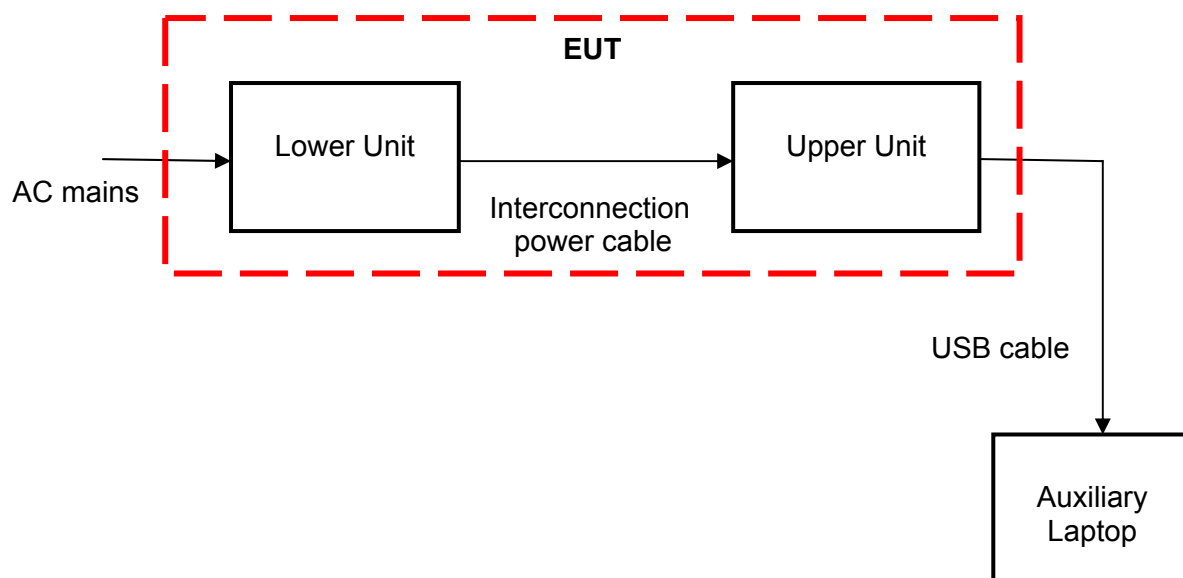 EUT
Lower Unit
Upper Unit
AC mains
Interconnection
power cable
USB cable
Auxiliary
Laptop